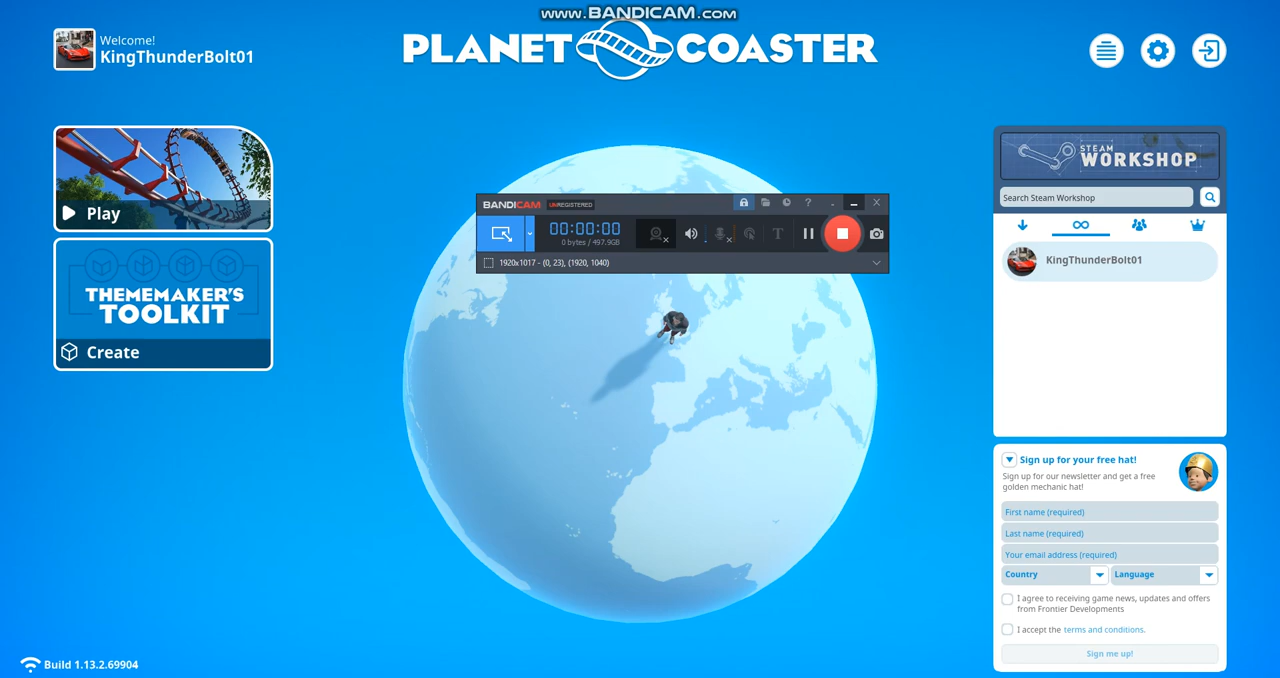 www.BANDICAM.com
Welcome!
KingThunderBolt01
PLANET COASTER
Play
THEMEMAKER'S
TOOLKIT
Create
BANDICAM UNREGISTERED
00:00:00
0 bytes / 497.9GB
1920x1017 - (0, 23), (1920, 1040)
STEAM
WORKSHOP
Search Steam Workshop
KingThunderBolt01
Sign up for your free hat!
Sign up for our newsletter and get a free
golden mechanic hat!
First name (required)
Last name (required)
Your email address (required)
Country Language
I agree to receiving game news, updates and offers
from Frontier Developments
I accept the terms and conditions.
Sign me up!
Build 1.13.2.69904